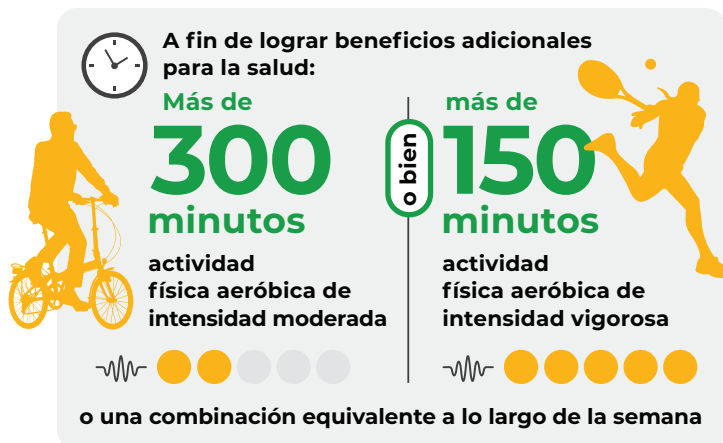 A fin de lograr beneficios adicionales
para la salud:
Más de
300
minutos
actividad
física aeróbica de
intensidad moderada
o bien
más de
150
minutos
actividad
física aeróbica de
intensidad vigorosa
o una combinación equivalente a lo largo de la semana